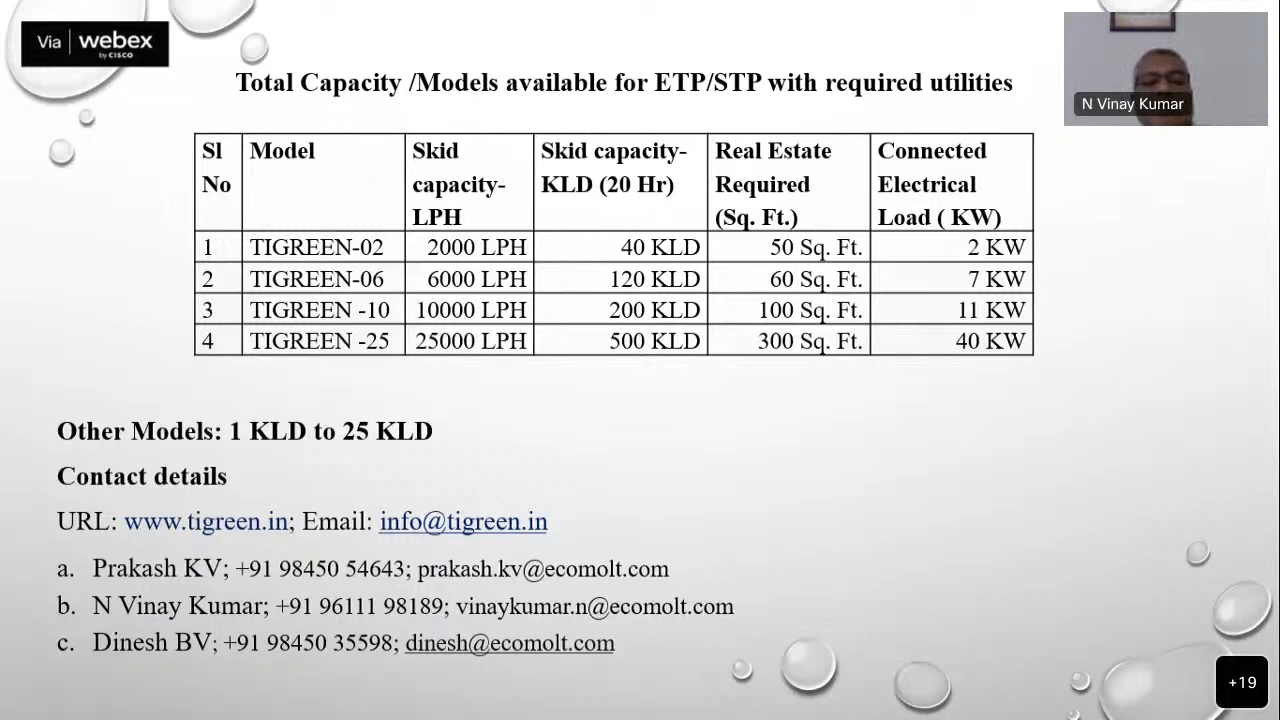 Via webex
by CISCO
Total Capacity /Models available for ETP/STP with required utilities
N Vinay Kumar
Sl No | Model | Skid capacity- LPH | Skid capacity- KLD (20 Hr) | Real Estate Required (Sq. Ft.) | Connected Electrical Load ( KW)
1 | TIGREEN-02 | 2000 LPH | 40 KLD | 50 Sq. Ft. | 2 KW
2 | TIGREEN-06 | 6000 LPH | 120 KLD | 60 Sq. Ft. | 7 KW
3 | TIGREEN -10 | 10000 LPH | 200 KLD | 100 Sq. Ft. | 11 KW
4 | TIGREEN -25 | 25000 LPH | 500 KLD | 300 Sq. Ft. | 40 KW
Other Models: 1 KLD to 25 KLD
Contact details
URL: www.tigreen.in; Email: info@tigreen.in
a. Prakash KV; +91 98450 54643; prakash.kv@ecomolt.com
b. N Vinay Kumar; +91 96111 98189; vinaykumar.n@ecomolt.com
c. Dinesh BV; +91 98450 35598; dinesh@ecomolt.com
+19